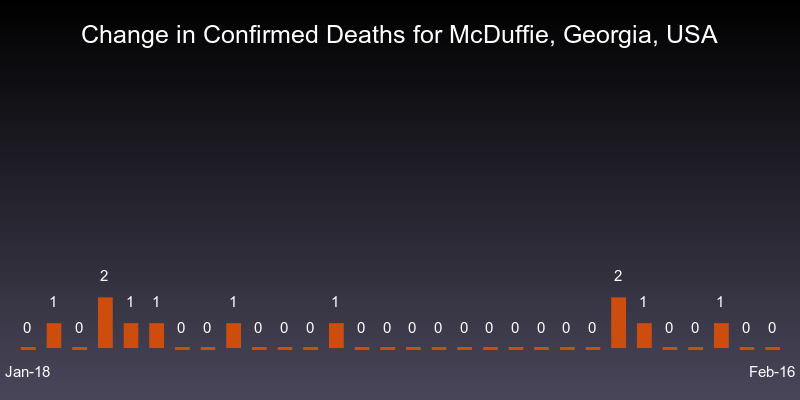 Change in Confirmed Deaths for McDuffie, Georgia, USA
0 1 0 2 1 1 0 0 1 0 0 0 1 0 0 0 0 0 0 0 0 0 0 2 1 0 0 1 0 0
Jan-18 Feb-16